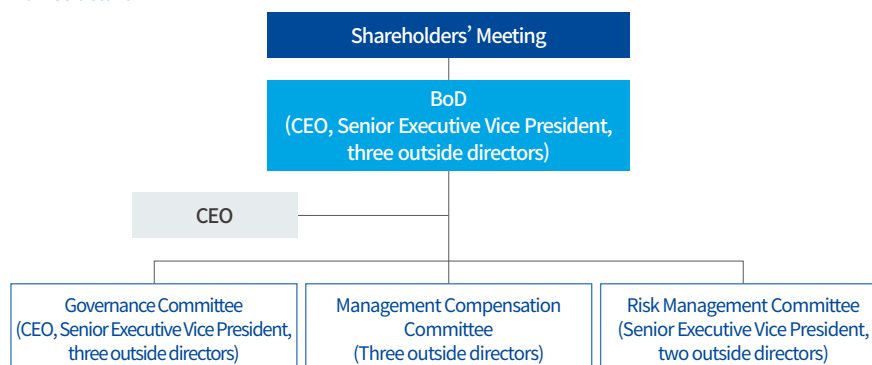 Shareholders’ Meeting
BoD
(CEO, Senior Executive Vice President,
three outside directors)
CEO
Governance Committee
(CEO, Senior Executive Vice President,
three outside directors)
Management Compensation
Committee
(Three outside directors)
Risk Management Committee
(Senior Executive Vice President,
two outside directors)